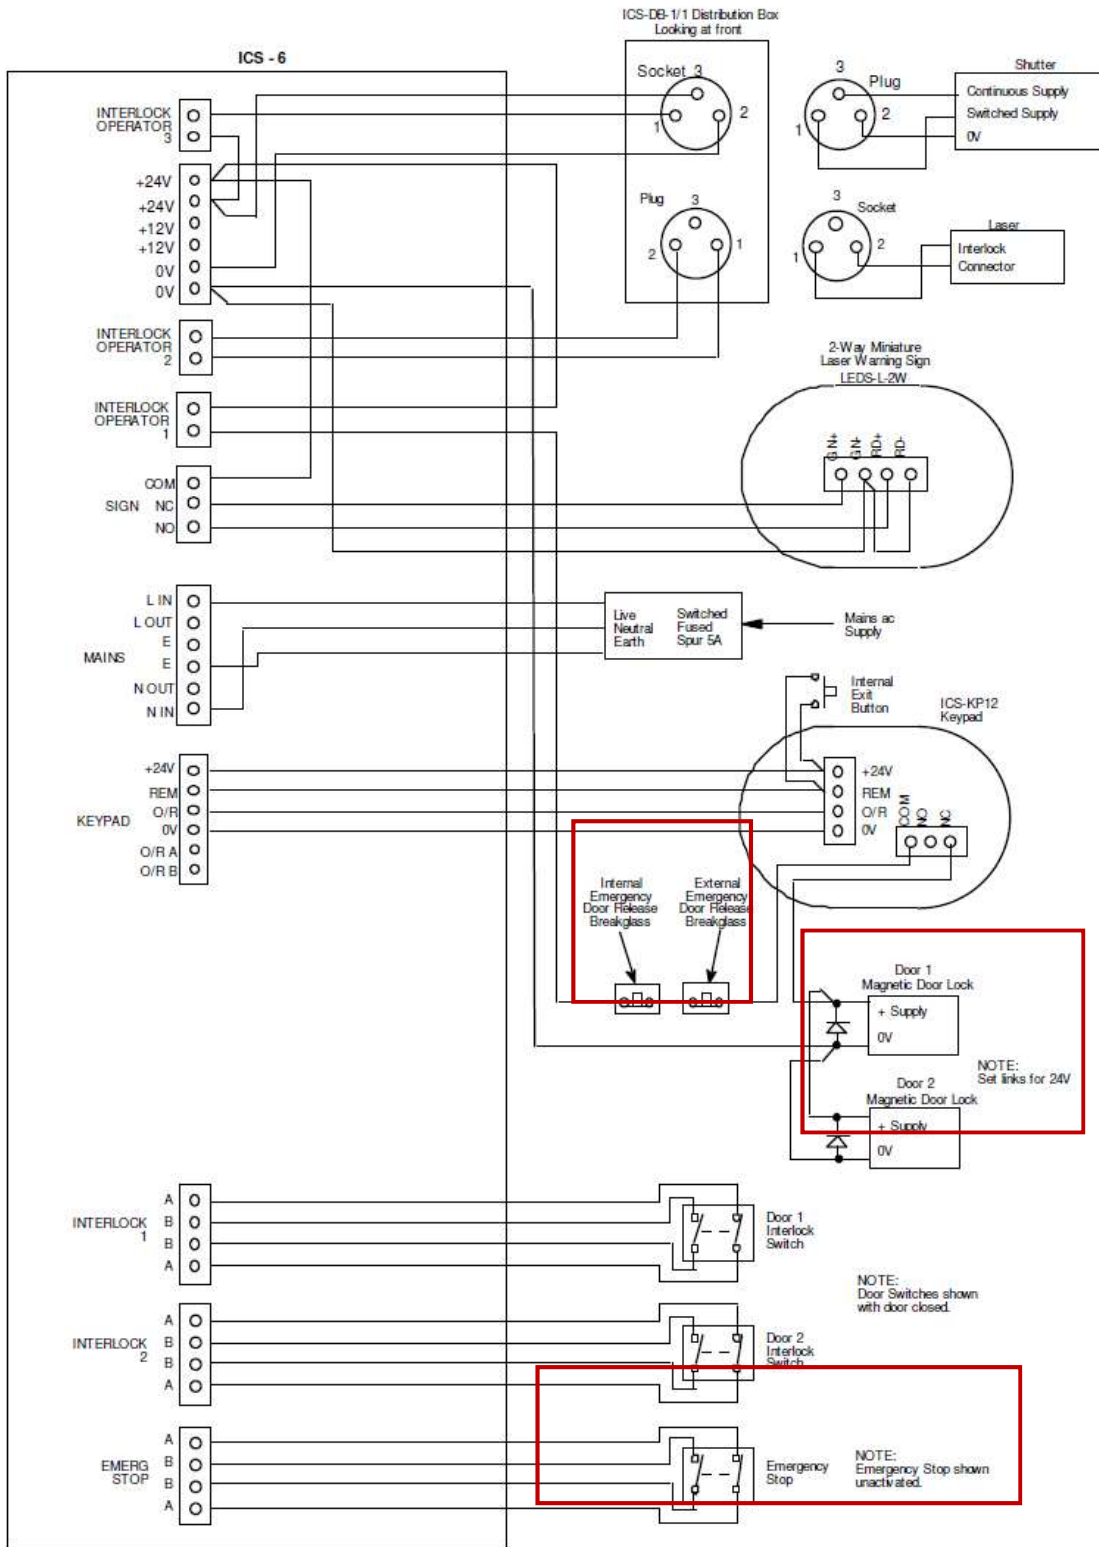 ICS-DB-1/1 Distribution Box
Looking at front
ICS - 6
Socket 3
1
2
3
Plug
1
2
Shutter
Continuous Supply
Switched Supply
0V
INTERLOCK
OPERATOR
3
+24V
+24V
+12V
+12V
0V
0V
Plug
3
2
1
3
Socket
1
2
Laser
Interlock
Connector
INTERLOCK
OPERATOR
2
2-Way Miniature
Laser Warning Sign
LEDS-L-2W
INTERLOCK
OPERATOR
1
GN+
GN-
RD+
RD-
COM
SIGN NC
NO
L IN
L OUT
E
MAINS
E
N OUT
N IN
Live
Neutral
Earth
Switched
Fused
Spur 5A
Mains ac
Supply
Internal
Exit
Button
ICS-KP12
Keypad
+24V
REM
O/R
KEYPAD
0V
O/R A
O/R B
+24V
REM
O/R
0V
COM
NO
NC
Internal
Emergency
Door Release
Breakglass
External
Emergency
Door Release
Breakglass
Door 1
Magnetic Door Lock
+ Supply
0V
NOTE:
Set links for 24V
Door 2
Magnetic Door Lock
+ Supply
0V
INTERLOCK
1
A
B
B
A
Door 1
Interlock
Switch
NOTE:
Door Switches shown
with door closed.
INTERLOCK
2
A
B
B
A
Door 2
Interlock
Switch
EMERG
STOP
A
B
B
A
Emergency
Stop
NOTE:
Emergency Stop shown
unactivated.